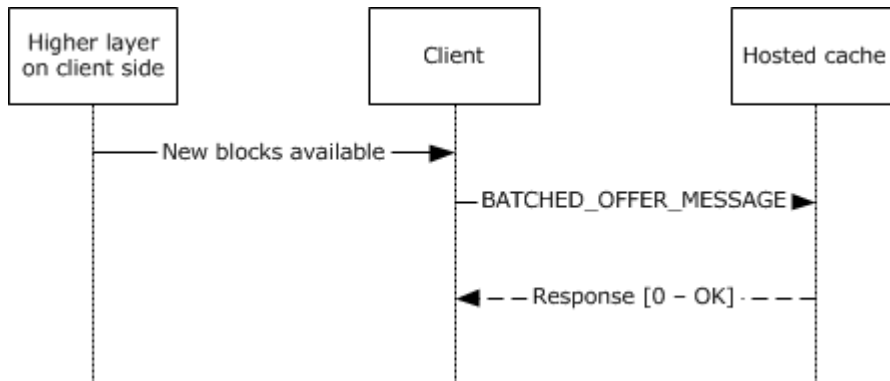 Higher layer
on client side
Client
Hosted cache
New blocks available
BATCHED_OFFER_MESSAGE
Response [0 – OK]